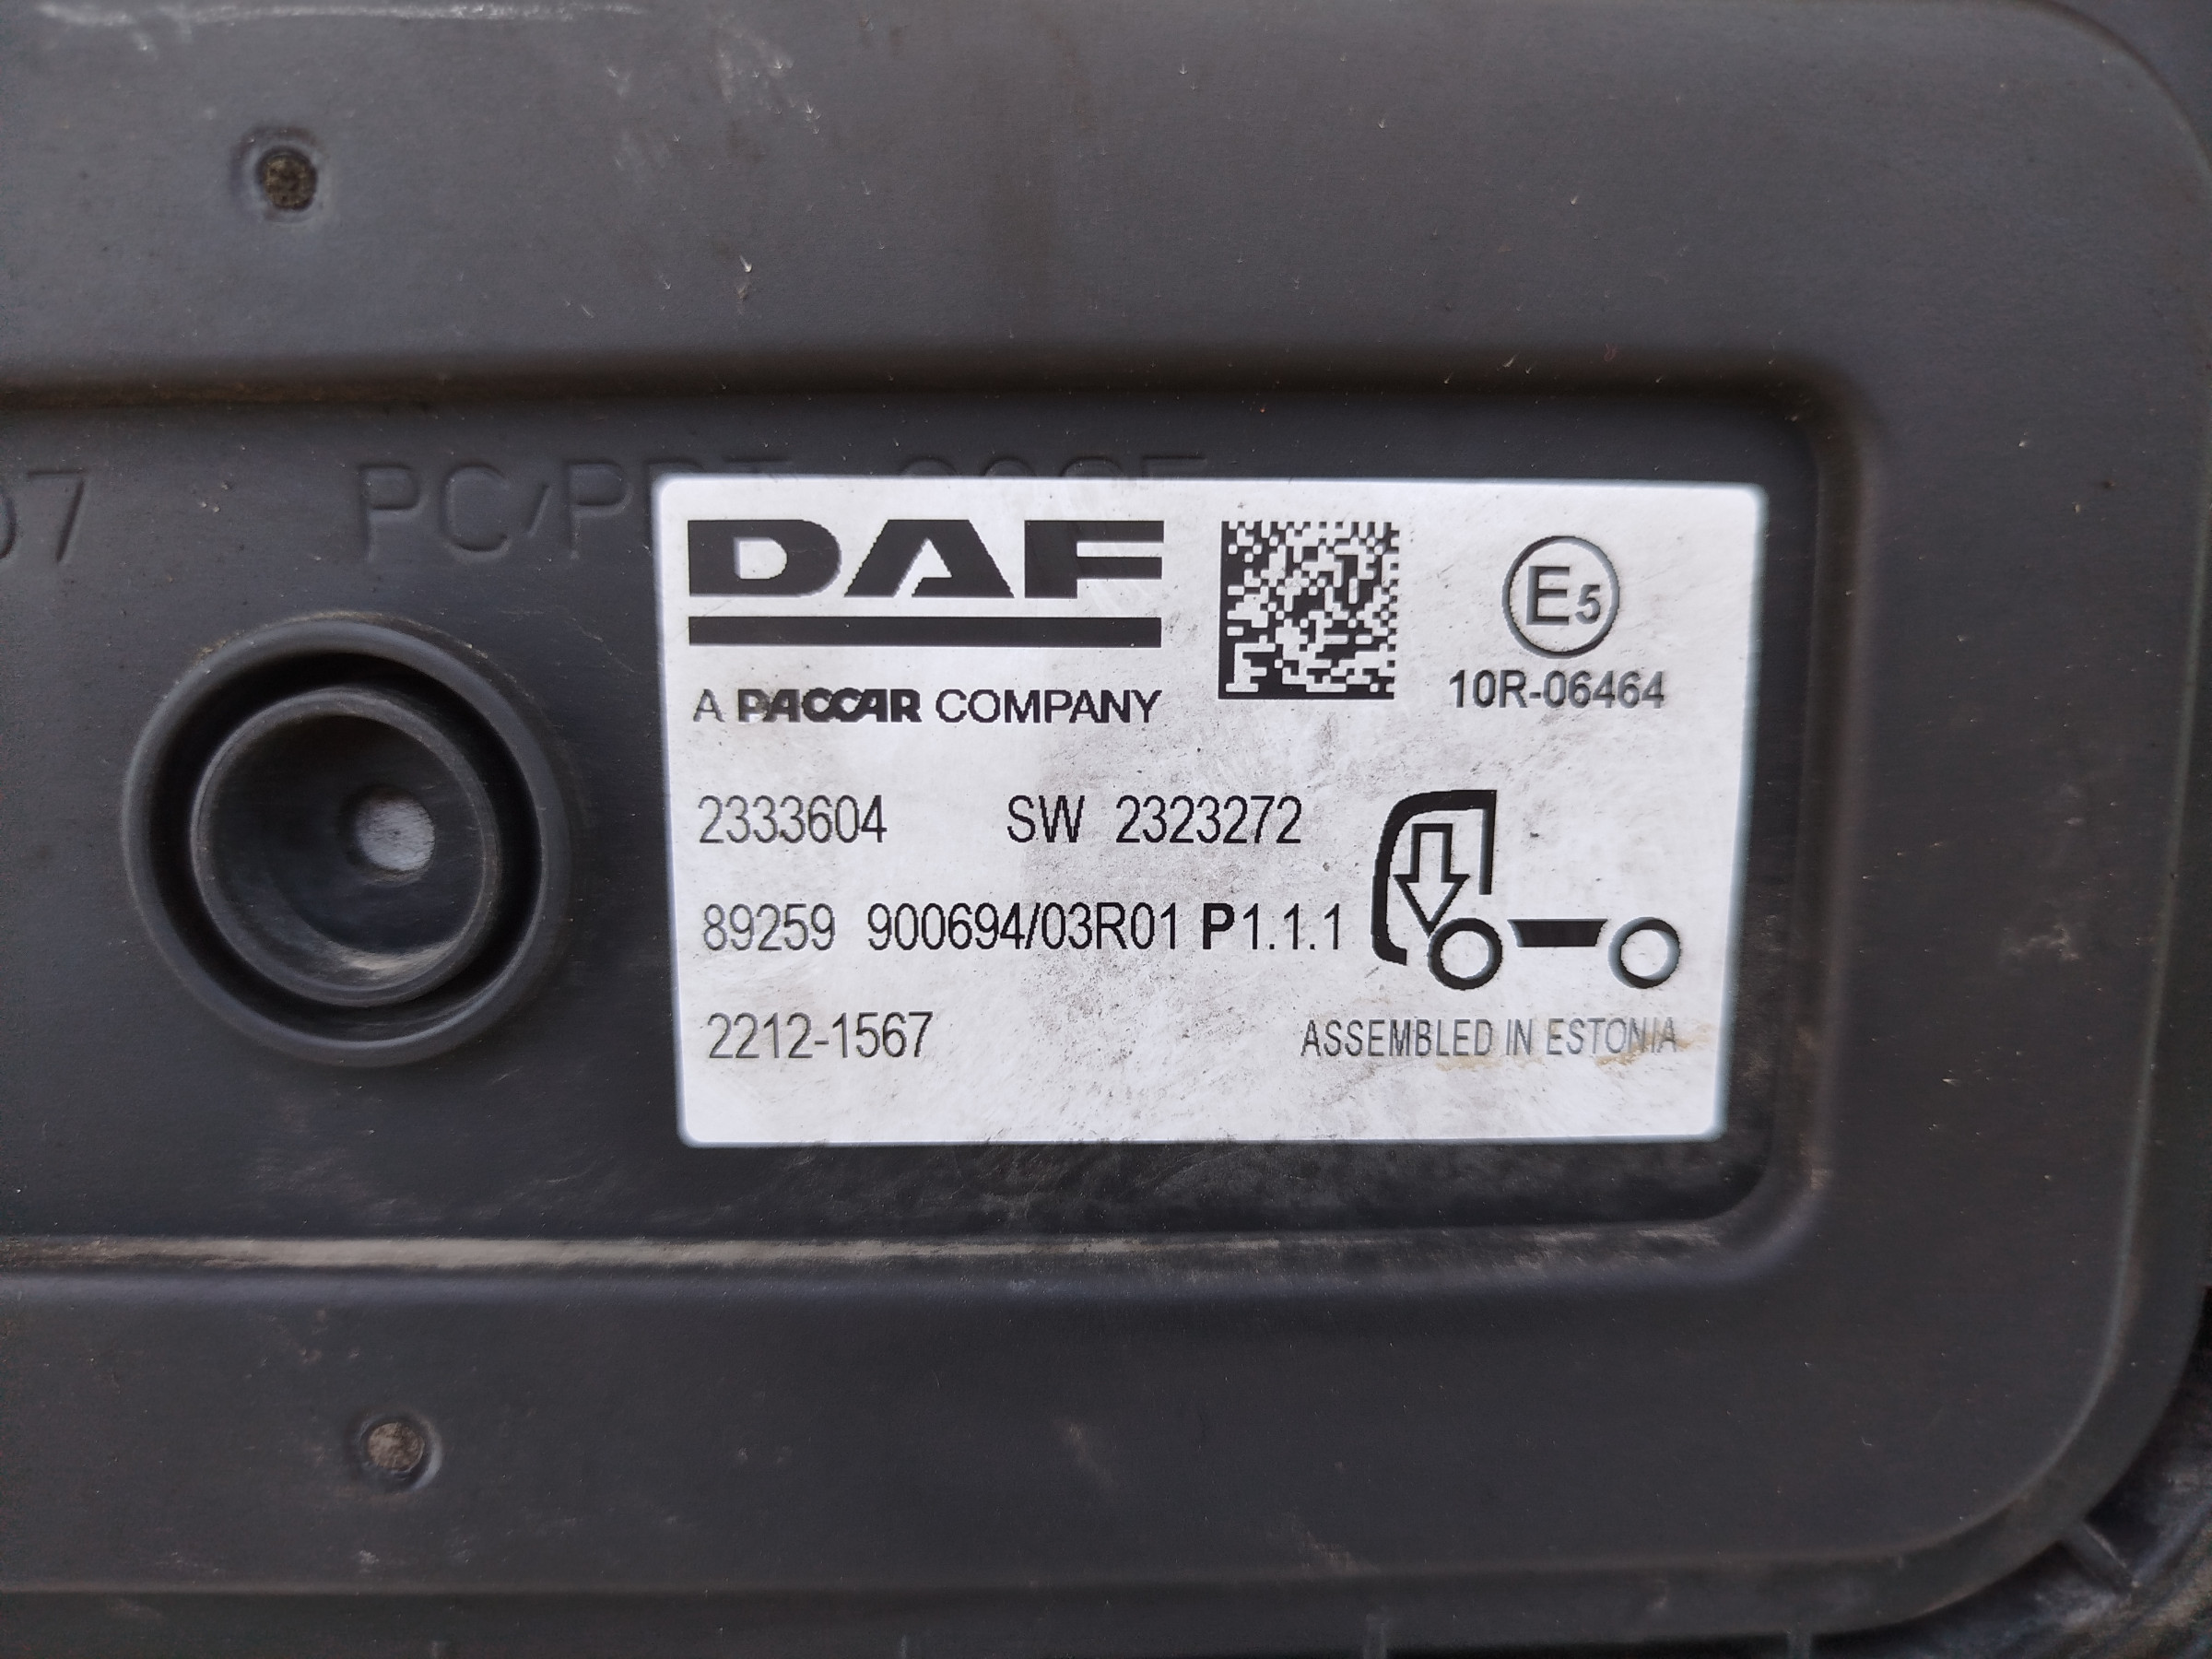 07
DAF
A PACCAR COMPANY
E5
10R-06464
2333604 SW 2323272
89259 900694/03R01 P1.1.1
2212-1567
ASSEMBLED IN ESTONIA